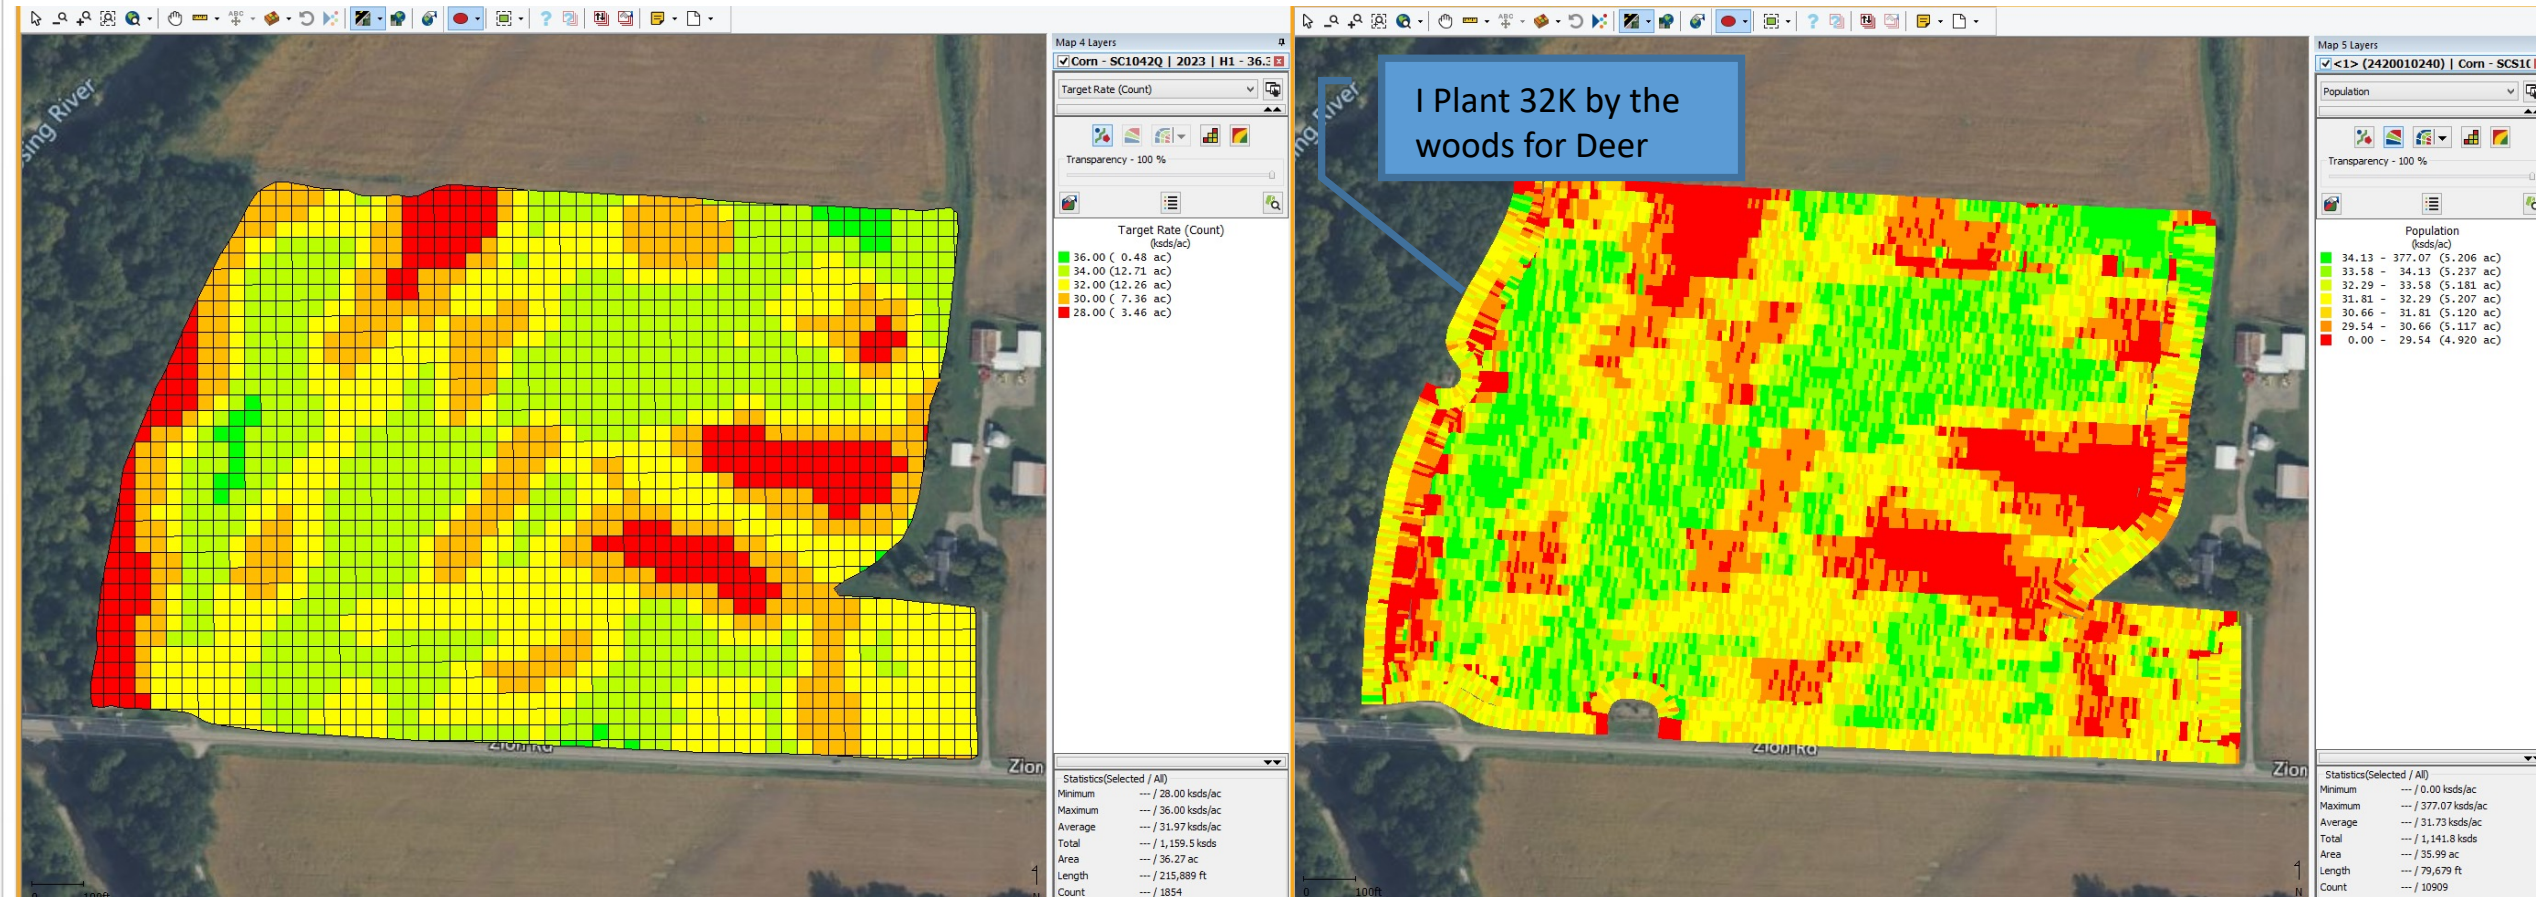 Map 4 Layers
Corn - SC1042Q | 2023 | H1 - 36.3
Target Rate (Count)
Transparency - 100 %
Target Rate (Count)
(ksds/ac)
36.00 ( 0.48 ac)
34.00 (12.71 ac)
32.00 (12.26 ac)
30.00 ( 7.36 ac)
28.00 ( 3.46 ac)
Statistics(Selected / All)
Minimum --- / 28.00 ksds/ac
Maximum --- / 36.00 ksds/ac
Average --- / 31.97 ksds/ac
Total --- / 1,159.5 ksds
Area --- / 36.27 ac
Length --- / 215,889 ft
Count --- / 1854
sing River
Zion Rd
Zion
0 100ft
N
I Plant 32K by the
woods for Deer
ng River
Zion Rd
Zion
0 100ft
N
Map 5 Layers
<1> (2420010240) | Corn - SCS1(
Population
Transparency - 100 %
Population
(ksds/ac)
34.13 - 377.07 (5.206 ac)
33.58 - 34.13 (5.237 ac)
32.29 - 33.58 (5.181 ac)
31.81 - 32.29 (5.207 ac)
30.66 - 31.81 (5.120 ac)
29.54 - 30.66 (5.117 ac)
0.00 - 29.54 (4.920 ac)
Statistics(Selected / All)
Minimum --- / 0.00 ksds/ac
Maximum --- / 377.07 ksds/ac
Average --- / 31.73 ksds/ac
Total --- / 1,141.8 ksds
Area --- / 35.99 ac
Length --- / 79,679 ft
Count --- / 10909